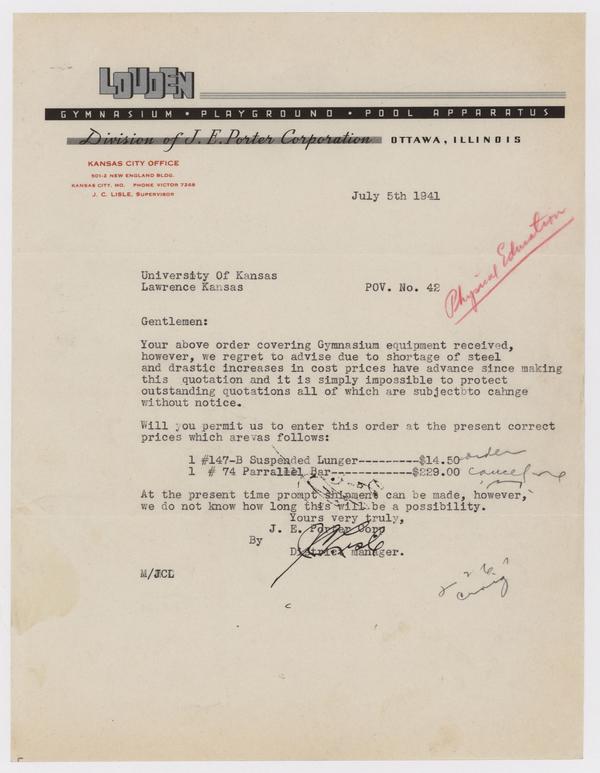 LOUDEN
GYMNASIUM • PLAYGROUND • POOL APPARATUS
Division of J. E. Porter Corporation OTTAWA, ILLINOIS
KANSAS CITY OFFICE
501-2 NEW ENGLAND BLDG.
KANSAS CITY, MO. PHONE VICTOR 7268
J. C. LISLE, SUPERVISOR
July 5th 1941
Physical Education
University Of Kansas
Lawrence Kansas POV. No. 42
Gentlemen:
Your above order covering Gymnasium equipment received,
however, we regret to advise due to shortage of steel
and drastic increases in cost prices have advance since making
this quotation and it is simply impossible to protect
outstanding quotations all of which are subjectbto cahnge
without notice.
Will you permit us to enter this order at the present correct
prices which arevas follows:
1 #147-B Suspended Lunger---------$14.50 order
1 # 74 Parrallel Bar------------$229.00
At the present time prompt shipment can be made, however,
we do not know how long this will be a possibility.
Yours very truly,
J. E. Porter Corp
By
District manager.
M/JCL